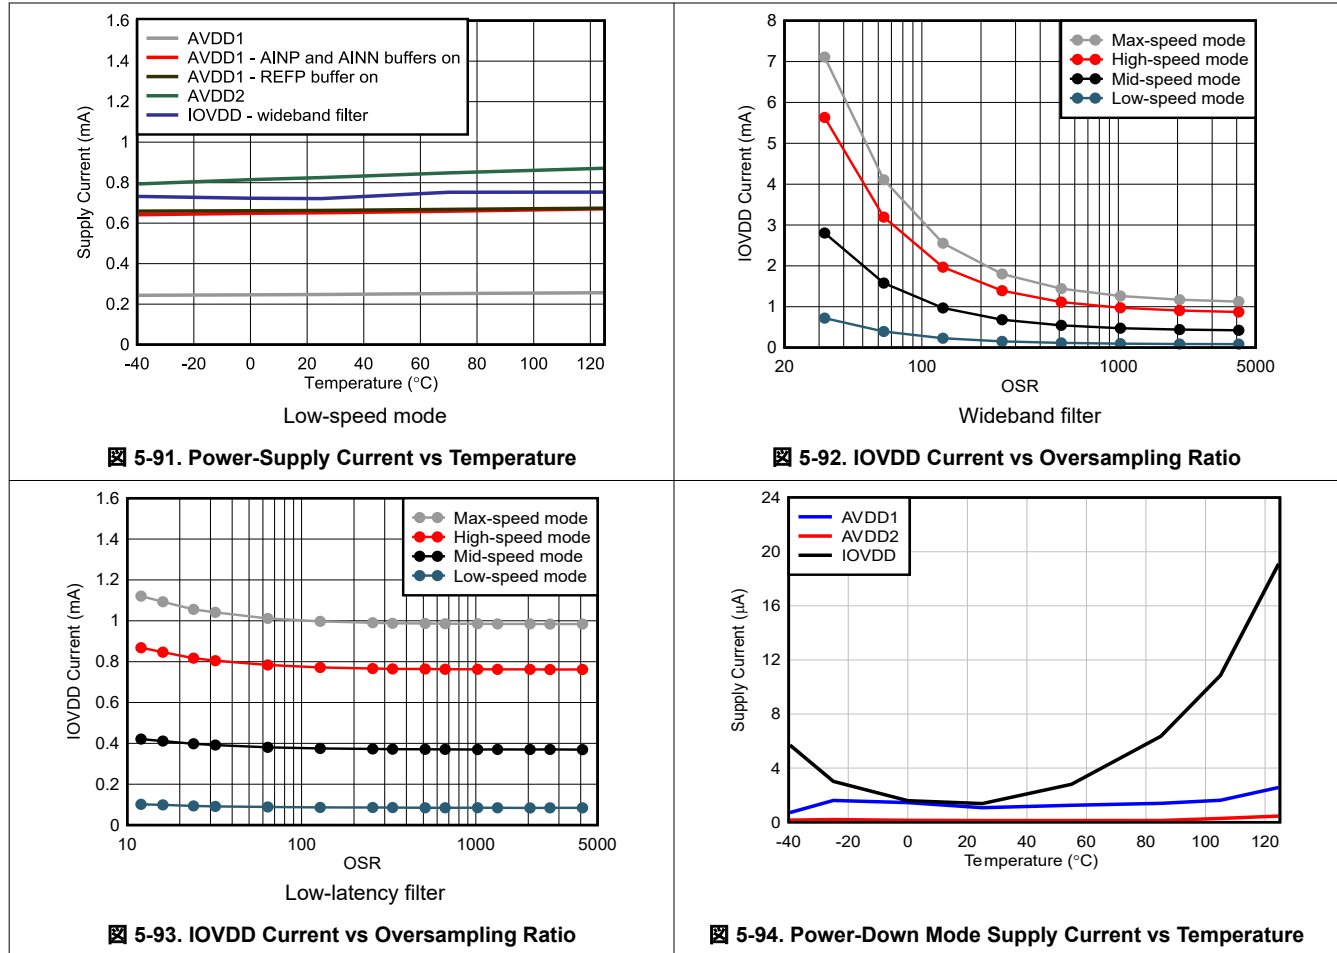 1.6
1.4
1.2
1
0.8
0.6
0.4
0.2
0
Supply Current (mA)
AVDD1
AVDD1 - AINP and AINN buffers on
AVDD1 - REFP buffer on
AVDD2
IOVDD - wideband filter
-40 -20 0 20 40 60 80 100 120
Temperature (°C)
Low-speed mode
図 5-91. Power-Supply Current vs Temperature
8
7
6
5
4
3
2
1
0
IOVDD Current (mA)
Max-speed mode
High-speed mode
Mid-speed mode
Low-speed mode
20 100 1000 5000
OSR
Wideband filter
図 5-92. IOVDD Current vs Oversampling Ratio
1.6
1.4
1.2
1
0.8
0.6
0.4
0.2
0
IOVDD Current (mA)
Max-speed mode
High-speed mode
Mid-speed mode
Low-speed mode
10 100 1000 5000
OSR
Low-latency filter
図 5-93. IOVDD Current vs Oversampling Ratio
24
20
16
12
8
4
0
Supply Current (μA)
AVDD1
AVDD2
IOVDD
-40 -20 0 20 40 60 80 100 120
Temperature (°C)
図 5-94. Power-Down Mode Supply Current vs Temperature